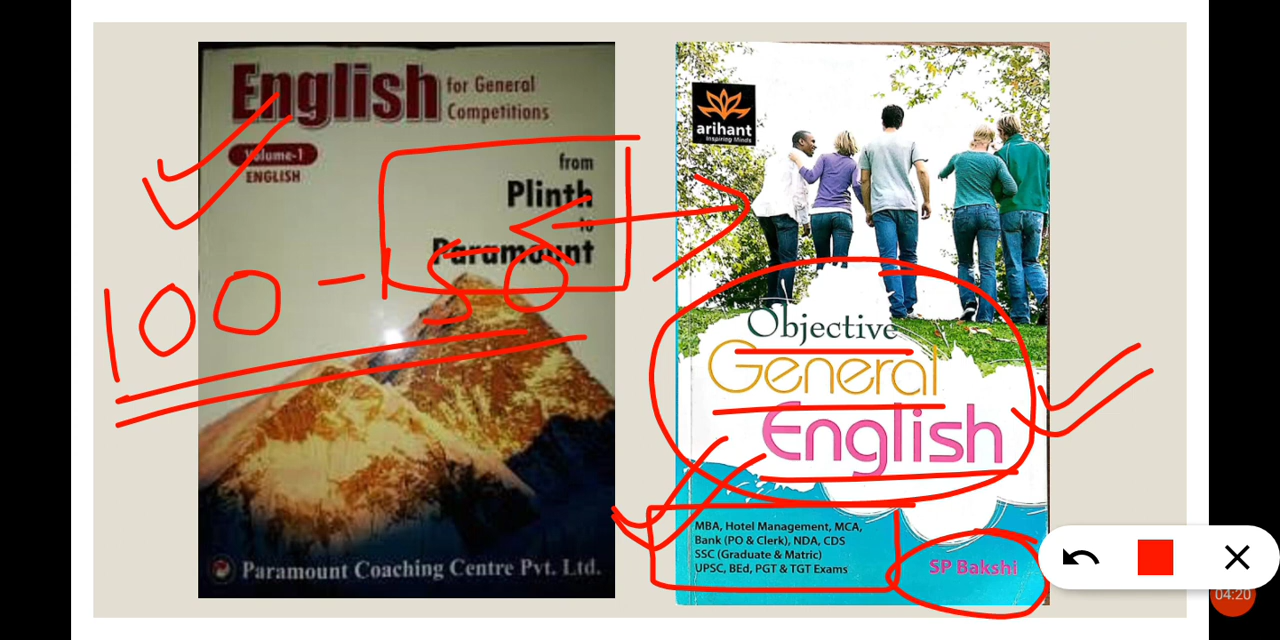 English for General
Competitions
Volume-1
ENGLISH
from
Plinth
to
Paramount
100-150
Paramount Coaching Centre Pvt. Ltd.
arihant
Inspiring Minds
Objective
General
English
MBA, Hotel Management, MCA,
Bank (PO & Clerk), NDA, CDS
SSC (Graduate & Matric)
UPSC, BEd, PGT & TGT Exams
SP Bakshi
04:20